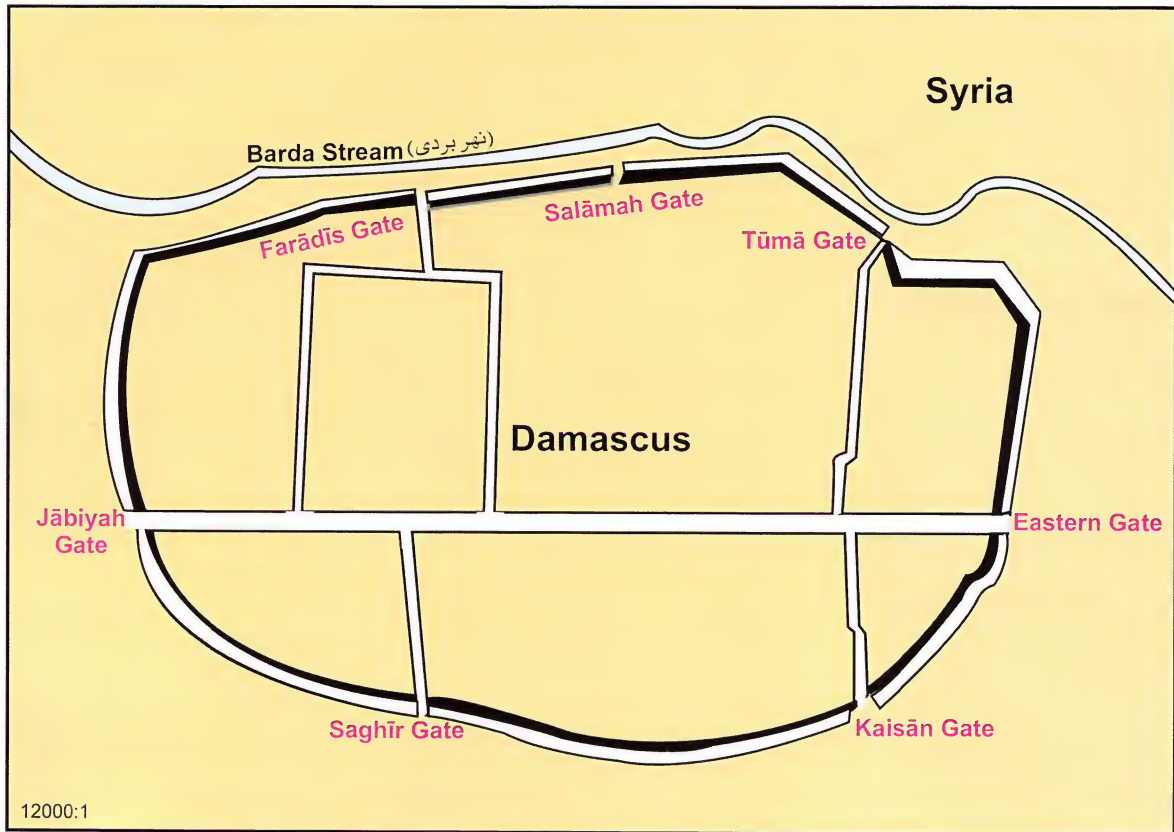 Syria
Barda Stream (نهر بردى)
Salāmah Gate
Farādīs Gate
Tūmā Gate
Damascus
Jābiyah
Gate
Eastern Gate
Saghīr Gate
Kaisān Gate
12000:1